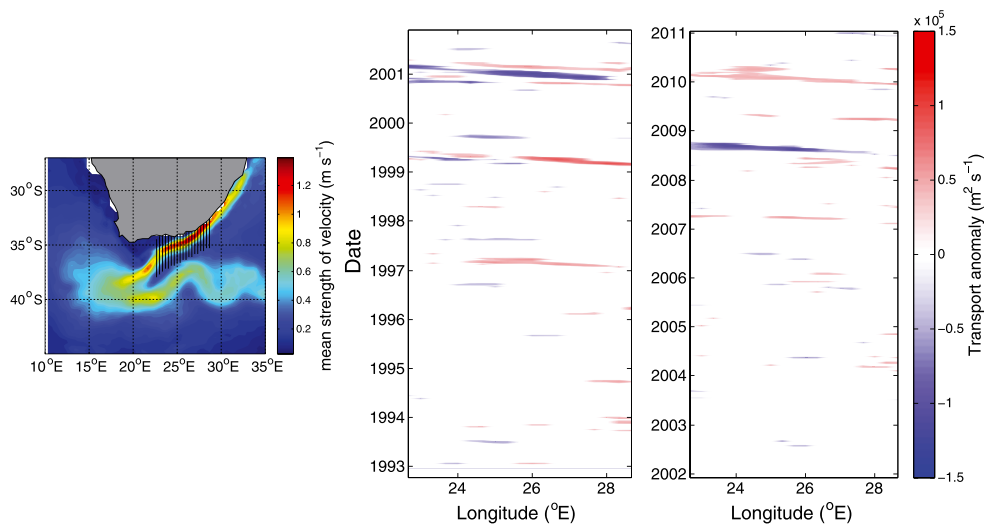 30°S
35°S
40°S
10°E 15°E 20°E 25°E 30°E 35°E
1.2
1
0.8
0.6
0.4
0.2
mean strength of velocity (m s⁻¹)
Date
2001
2000
1999
1998
1997
1996
1995
1994
1993
24 26 28
Longitude (°E)
2011
2010
2009
2008
2007
2006
2005
2004
2003
2002
24 26 28
Longitude (°E)
x 10⁵
1.5
1
0.5
0
−0.5
−1
−1.5
Transport anomaly (m² s⁻¹)